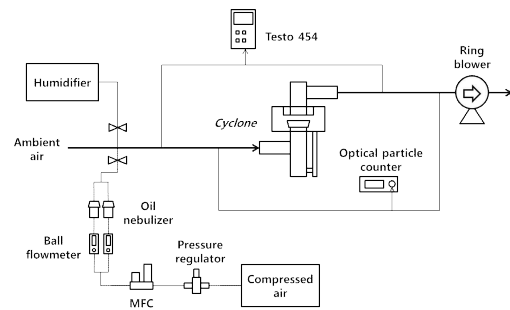 Testo 454
Ring
blower
Humidifier
Cyclone
Ambient
air
Optical particle
counter
Oil
nebulizer
Ball
flowmeter
Pressure
regulator
Compressed
air
MFC